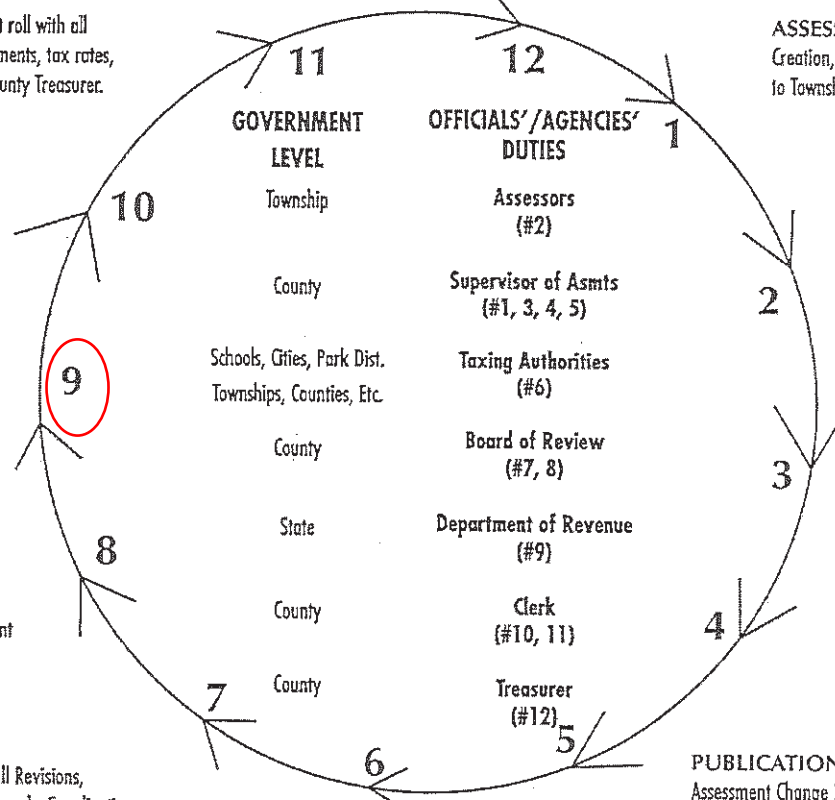 t roll with all
ments, tax rates,
unty Treasurer.
ASSESS
Creation,
to Townsh
11
12
1
GOVERNMENT
LEVEL
OFFICIALS'/AGENCIES'
DUTIES
10
Township
Assessors
(#2)
2
County
Supervisor of Asmts
(#1, 3, 4, 5)
9
Schools, Cities, Park Dist.
Townships, Counties, Etc.
Taxing Authorities
(#6)
County
Board of Review
(#7, 8)
3
8
State
Department of Revenue
(#9)
nt
County
Clerk
(#10, 11)
4
7
County
Treasurer
(#12)
5
6
ll Revisions,
PUBLICATION
Assessment Change